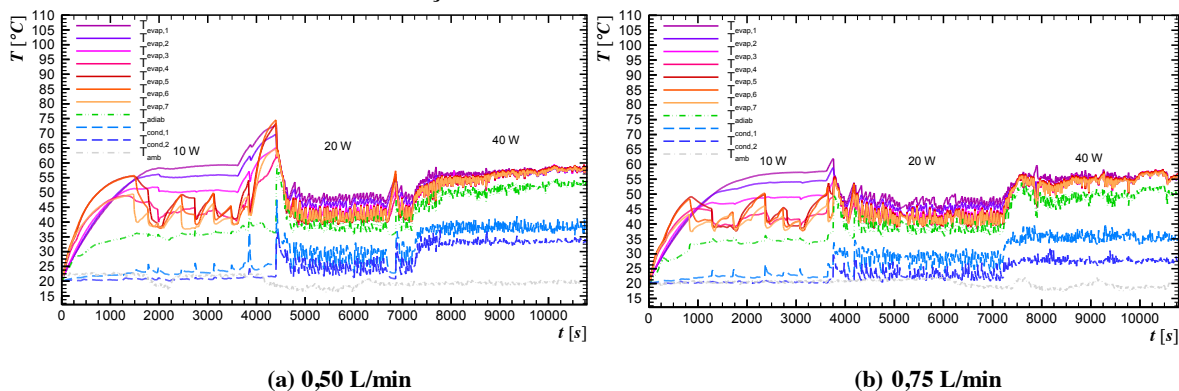 T [°C]
110
105
100
95
90
85
80
75
70
65
60
55
50
45
40
35
30
25
20
15
T evap,1
T evap,2
T evap,3
T evap,4
T evap,5
T evap,6
T evap,7
T adiab
T cond,1
T cond,2
T amb
10 W
20 W
40 W
0 1000 2000 3000 4000 5000 6000 7000 8000 9000 10000
t [s]
(a) 0,50 L/min
T [°C]
110
105
100
95
90
85
80
75
70
65
60
55
50
45
40
35
30
25
20
15
T evap,1
T evap,2
T evap,3
T evap,4
T evap,5
T evap,6
T evap,7
T adiab
T cond,1
T cond,2
T amb
10 W
20 W
40 W
0 1000 2000 3000 4000 5000 6000 7000 8000 9000 10000
t [s]
(b) 0,75 L/min